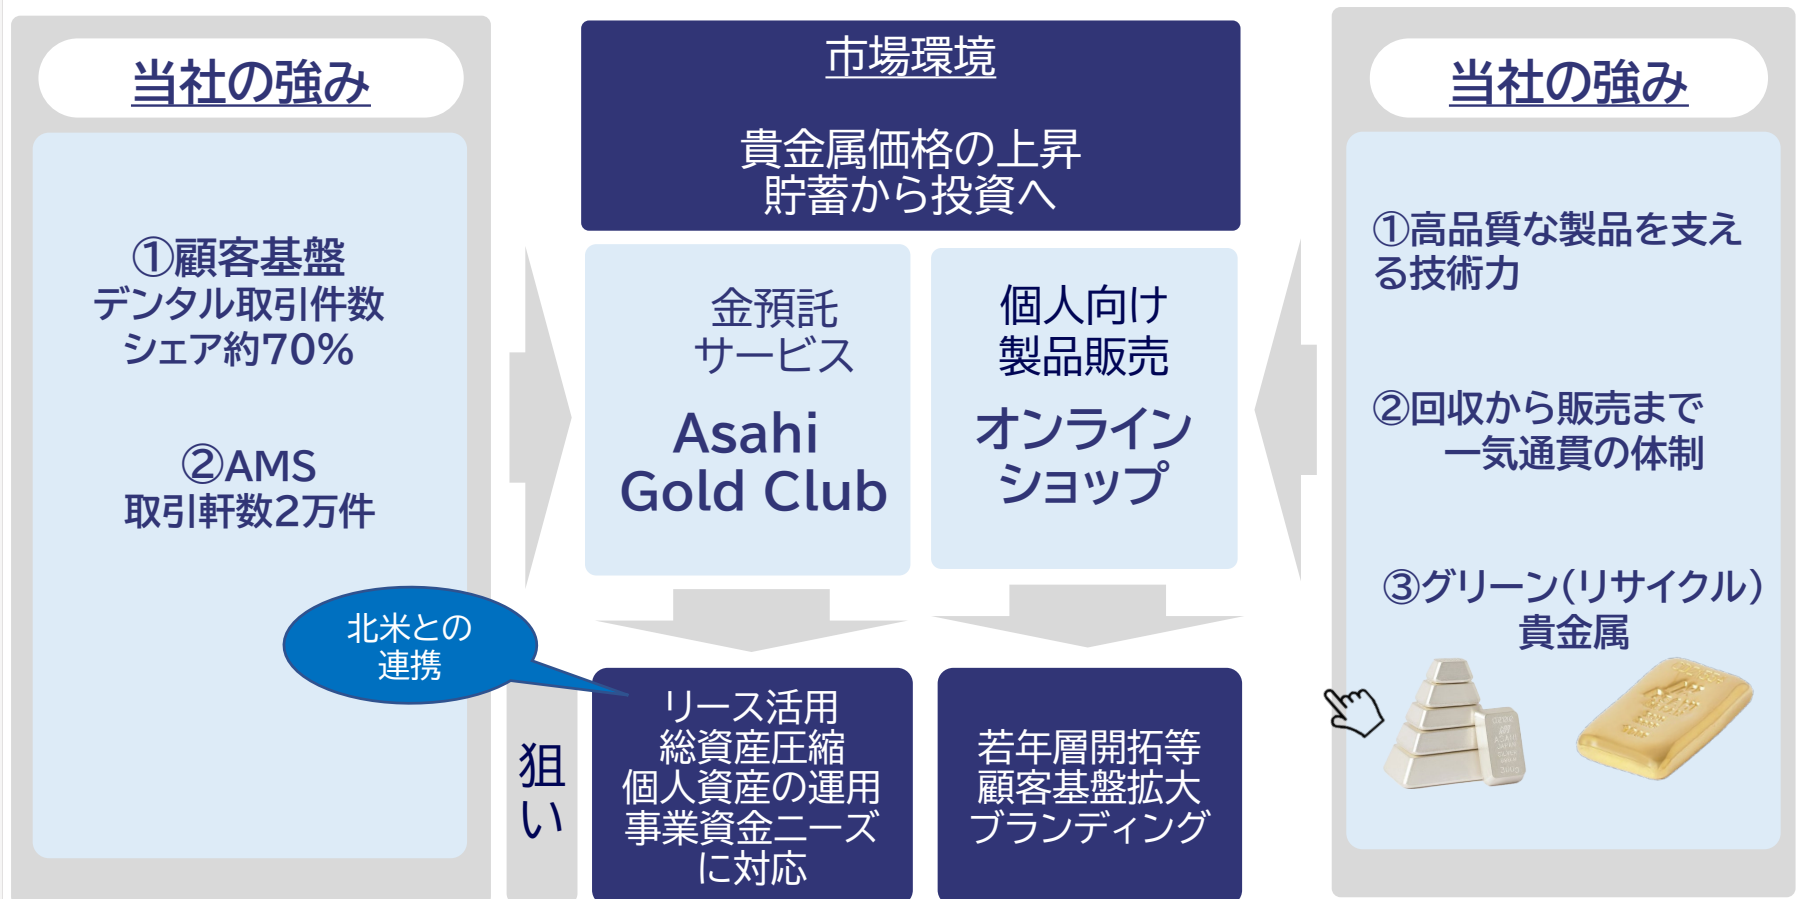 当社の強み
①顧客基盤
デンタル取引件数
シェア約70%
②AMS
取引軒数2万件
市場環境
貴金属価格の上昇
貯蓄から投資へ
金預託
サービス
Asahi
Gold Club
個人向け
製品販売
オンライン
ショップ
北米との
連携
狙
い
リース活用
総資産圧縮
個人資産の運用
事業資金ニーズ
に対応
若年層開拓等
顧客基盤拡大
ブランディング
当社の強み
①高品質な製品を支え
る技術力
②回収から販売まで
一気通貫の体制
③グリーン(リサイクル)
貴金属